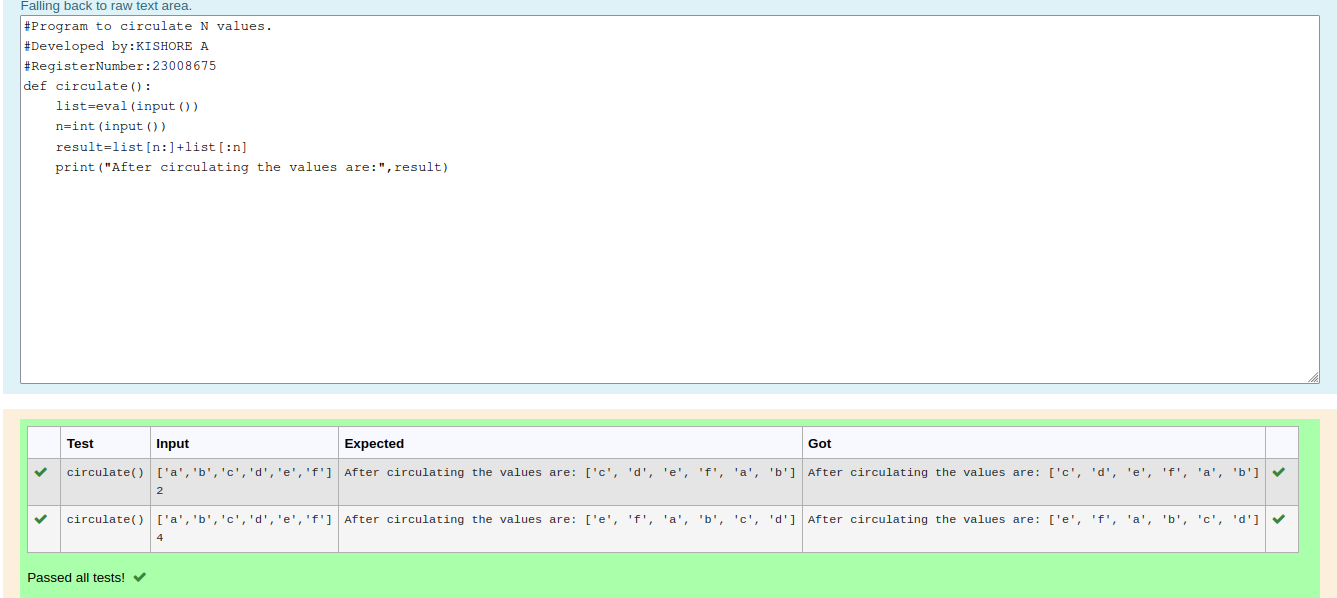 Falling back to raw text area.
#Program to circulate N values.
#Developed by:KISHORE A
#RegisterNumber:23008675
def circulate():
    list=eval(input())
    n=int(input())
    result=list[n:]+list[:n]
    print("After circulating the values are:",result)
Test Input Expected Got
circulate() ['a','b','c','d','e','f'] After circulating the values are: ['c', 'd', 'e', 'f', 'a', 'b'] After circulating the values are: ['c', 'd', 'e', 'f', 'a', 'b']
2
circulate() ['a','b','c','d','e','f'] After circulating the values are: ['e', 'f', 'a', 'b', 'c', 'd'] After circulating the values are: ['e', 'f', 'a', 'b', 'c', 'd']
4
Passed all tests!